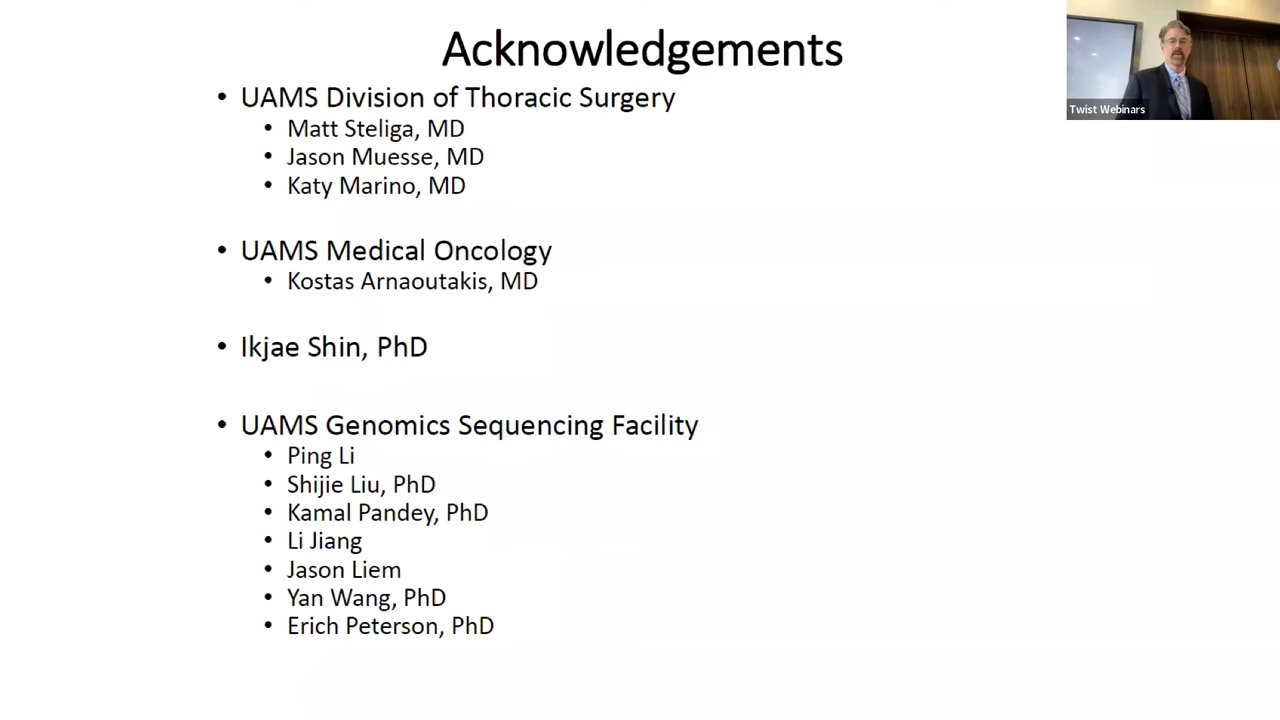 Acknowledgements
• UAMS Division of Thoracic Surgery
• Matt Steliga, MD
• Jason Muesse, MD
• Katy Marino, MD
• UAMS Medical Oncology
• Kostas Arnaoutakis, MD
• Ikjae Shin, PhD
• UAMS Genomics Sequencing Facility
• Ping Li
• Shijie Liu, PhD
• Kamal Pandey, PhD
• Li Jiang
• Jason Liem
• Yan Wang, PhD
• Erich Peterson, PhD
Twist Webinars